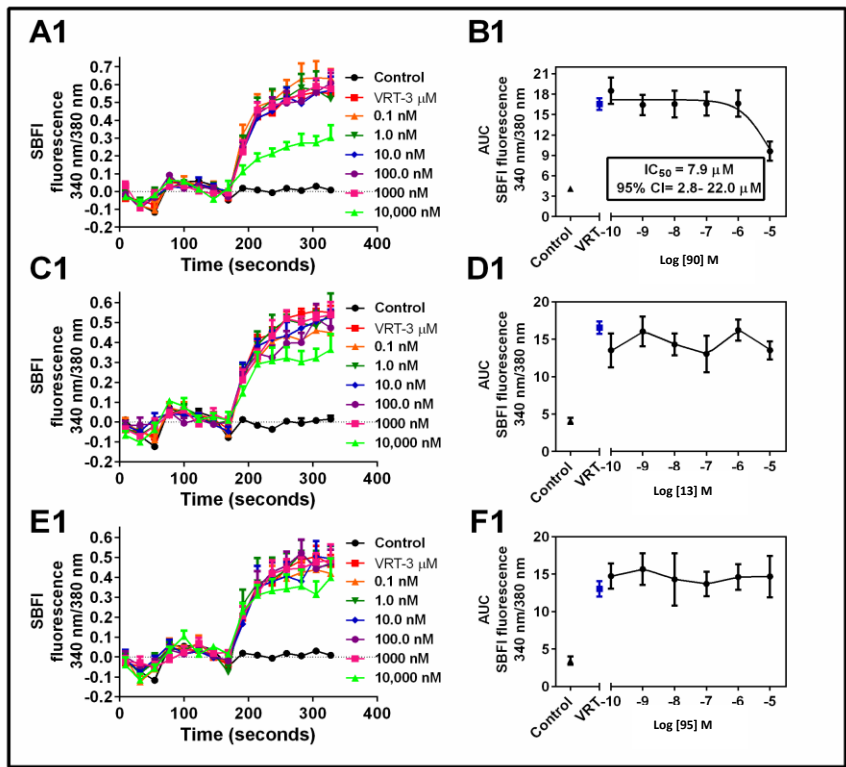 A1
SBFI
fluorescence
340 nm/380 nm
0.7
0.6
0.5
0.4
0.3
0.2
0.1
0.0
-0.1
-0.2
0 100 200 300 400
Time (seconds)
Control
VRT-3 μM
0.1 nM
1.0 nM
10.0 nM
100.0 nM
1000 nM
10,000 nM
B1
AUC
SBFI fluorescence
340 nm/380 nm
21
18
15
12
9
6
3
0
IC50 = 7.9 μM
95% CI= 2.8- 22.0 μM
Control VRT -10 -9 -8 -7 -6 -5
Log [90] M
C1
SBFI
fluorescence
340 nm/380 nm
0.6
0.5
0.4
0.3
0.2
0.1
0.0
-0.1
-0.2
0 100 200 300 400
Time (seconds)
Control
VRT-3 μM
0.1 nM
1.0 nM
10.0 nM
100.0 nM
1000 nM
10,000 nM
D1
AUC
SBFI fluorescence
340 nm/380 nm
20
15
10
5
0
Control VRT -10 -9 -8 -7 -6 -5
Log [13] M
E1
SBFI
fluorescence
340 nm/380 nm
0.6
0.5
0.4
0.3
0.2
0.1
0.0
-0.1
-0.2
0 100 200 300 400
Time (seconds)
Control
VRT-3 μM
0.1 nM
1.0 nM
10.0 nM
100.0 nM
1000 nM
10,000 nM
F1
AUC
SBFI fluorescence
340 nm/380 nm
20
15
10
5
0
Control VRT -10 -9 -8 -7 -6 -5
Log [95] M